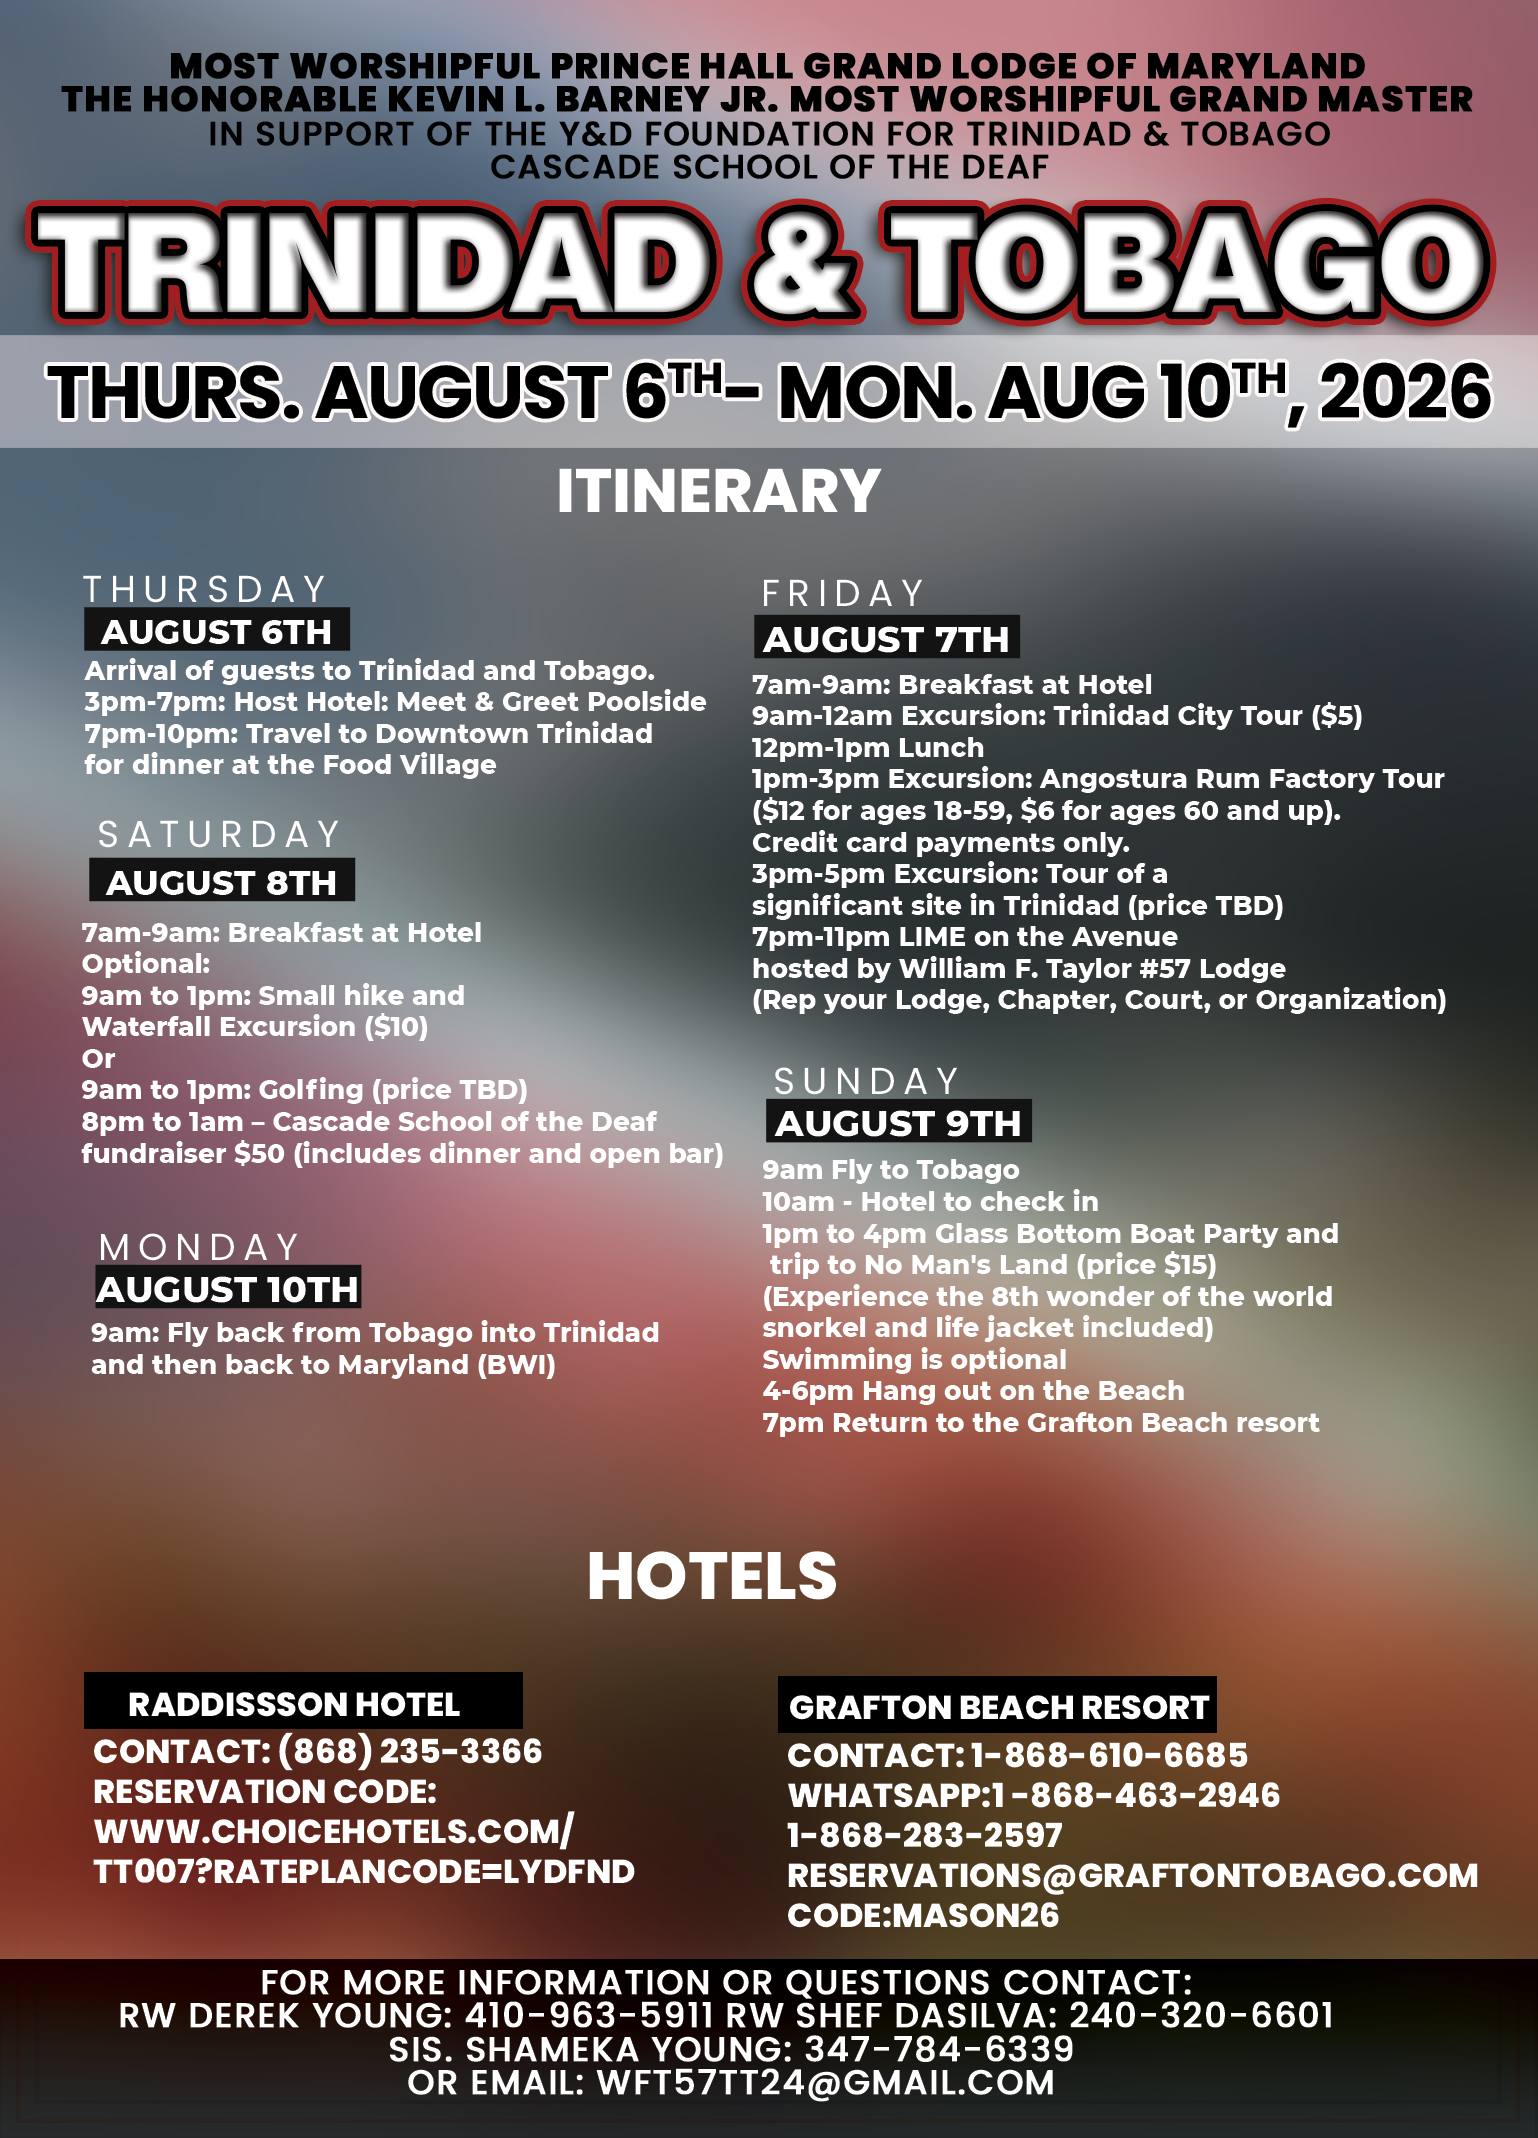 MOST WORSHIPFUL PRINCE HALL GRAND LODGE OF MARYLAND
THE HONORABLE KEVIN L. BARNEY JR. MOST WORSHIPFUL GRAND MASTER
IN SUPPORT OF THE Y&D FOUNDATION FOR TRINIDAD & TOBAGO
CASCADE SCHOOL OF THE DEAF
TRINIDAD & TOBAGO
THURS. AUGUST 6TH- MON. AUG 10TH, 2026
ITINERARY
THURSDAY
AUGUST 6TH
Arrival of guests to Trinidad and Tobago.
3pm-7pm: Host Hotel: Meet & Greet Poolside
7pm-10pm: Travel to Downtown Trinidad
for dinner at the Food Village
FRIDAY
AUGUST 7TH
7am-9am: Breakfast at Hotel
9am-12am Excursion: Trinidad City Tour ($5)
12pm-1pm Lunch
1pm-3pm Excursion: Angostura Rum Factory Tour
($12 for ages 18-59, $6 for ages 60 and up).
Credit card payments only.
3pm-5pm Excursion: Tour of a
significant site in Trinidad (price TBD)
7pm-11pm LIME on the Avenue
hosted by William F. Taylor #57 Lodge
(Rep your Lodge, Chapter, Court, or Organization)
SATURDAY
AUGUST 8TH
7am-9am: Breakfast at Hotel
Optional:
9am to 1pm: Small hike and
Waterfall Excursion ($10)
Or
9am to 1pm: Golfing (price TBD)
8pm to 1am – Cascade School of the Deaf
fundraiser $50 (includes dinner and open bar)
SUNDAY
AUGUST 9TH
9am Fly to Tobago
10am - Hotel to check in
1pm to 4pm Glass Bottom Boat Party and
trip to No Man's Land (price $15)
(Experience the 8th wonder of the world
snorkel and life jacket included)
Swimming is optional
4-6pm Hang out on the Beach
7pm Return to the Grafton Beach resort
MONDAY
AUGUST 10TH
9am: Fly back from Tobago into Trinidad
and then back to Maryland (BWI)
HOTELS
RADDISSSON HOTEL
CONTACT: (868) 235-3366
RESERVATION CODE:
WWW.CHOICEHOTELS.COM/
TT007?RATEPLANCODE=LYDFND
GRAFTON BEACH RESORT
CONTACT: 1-868-610-6685
WHATSAPP:1 -868-463-2946
1-868-283-2597
RESERVATIONS@GRAFTONTOBAGO.COM
CODE:MASON26
FOR MORE INFORMATION OR QUESTIONS CONTACT:
RW DEREK YOUNG: 410-963-5911 RW SHEF DASILVA: 240-320-6601
SIS. SHAMEKA YOUNG: 347-784-6339
OR EMAIL: WFT57TT24@GMAIL.COM